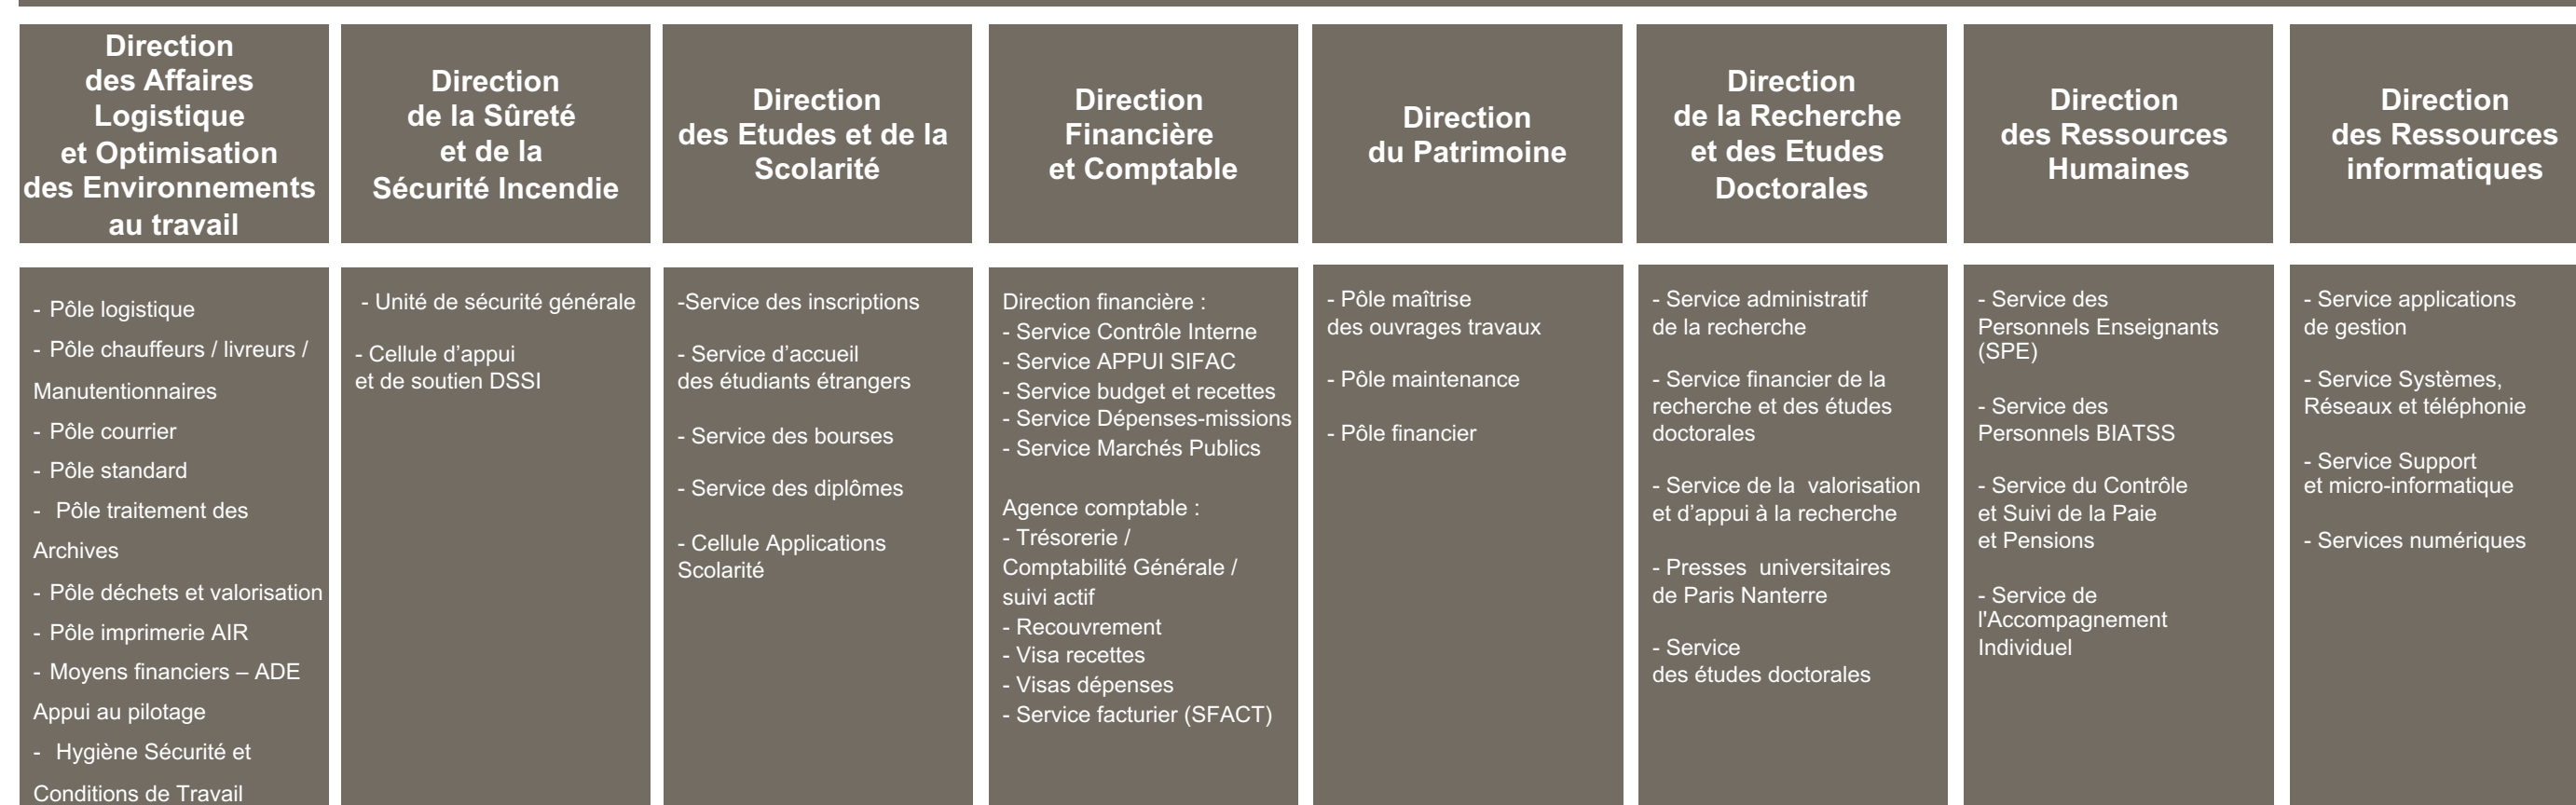 Direction
des Affaires
Logistique
et Optimisation
des Environnements
au travail
- Pôle logistique
- Pôle chauffeurs / livreurs /
Manutentionnaires
- Pôle courrier
- Pôle standard
- Pôle traitement des
Archives
- Pôle déchets et valorisation
- Pôle imprimerie AIR
- Moyens financiers – ADE
Appui au pilotage
- Hygiène Sécurité et
Conditions de Travail
Direction
de la Sûreté
et de la
Sécurité Incendie
- Unité de sécurité générale
- Cellule d’appui
et de soutien DSSI
Direction
des Etudes et de la
Scolarité
-Service des inscriptions
- Service d’accueil
des étudiants étrangers
- Service des bourses
- Service des diplômes
- Cellule Applications
Scolarité
Direction
Financière
et Comptable
Direction financière :
- Service Contrôle Interne
- Service APPUI SIFAC
- Service budget et recettes
- Service Dépenses-missions
- Service Marchés Publics
Agence comptable :
- Trésorerie /
Comptabilité Générale /
suivi actif
- Recouvrement
- Visa recettes
- Visas dépenses
- Service facturier (SFACT)
Direction
du Patrimoine
- Pôle maîtrise
des ouvrages travaux
- Pôle maintenance
- Pôle financier
Direction
de la Recherche
et des Etudes
Doctorales
- Service administratif
de la recherche
- Service financier de la
recherche et des études
doctorales
- Service de la  valorisation
et d’appui à la recherche
- Presses  universitaires
de Paris Nanterre
- Service
des études doctorales
Direction
des Ressources
Humaines
- Service des
Personnels Enseignants
(SPE)
- Service des
Personnels BIATSS
- Service du Contrôle
et Suivi de la Paie
et Pensions
- Service de
l'Accompagnement
Individuel
Direction
des Ressources
informatiques
- Service applications
de gestion
- Service Systèmes,
Réseaux et téléphonie
- Service Support
et micro-informatique
- Services numériques